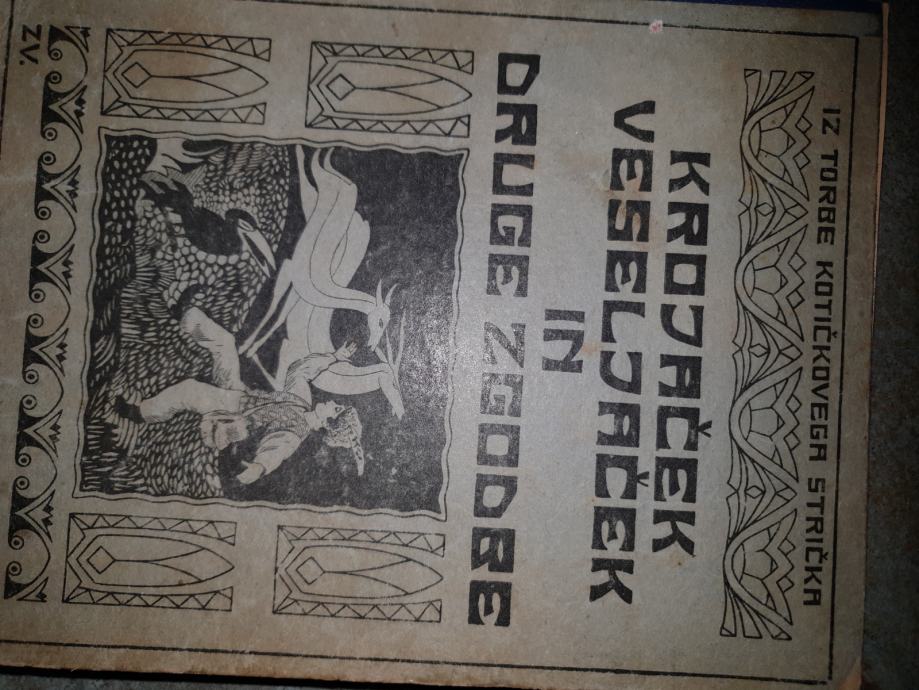 IZ TORBE KOTIČKOVEGA STRIČKA
KROJAČEK
VESELJAČEK
IN
DRUGE ZGODBE
ZV.